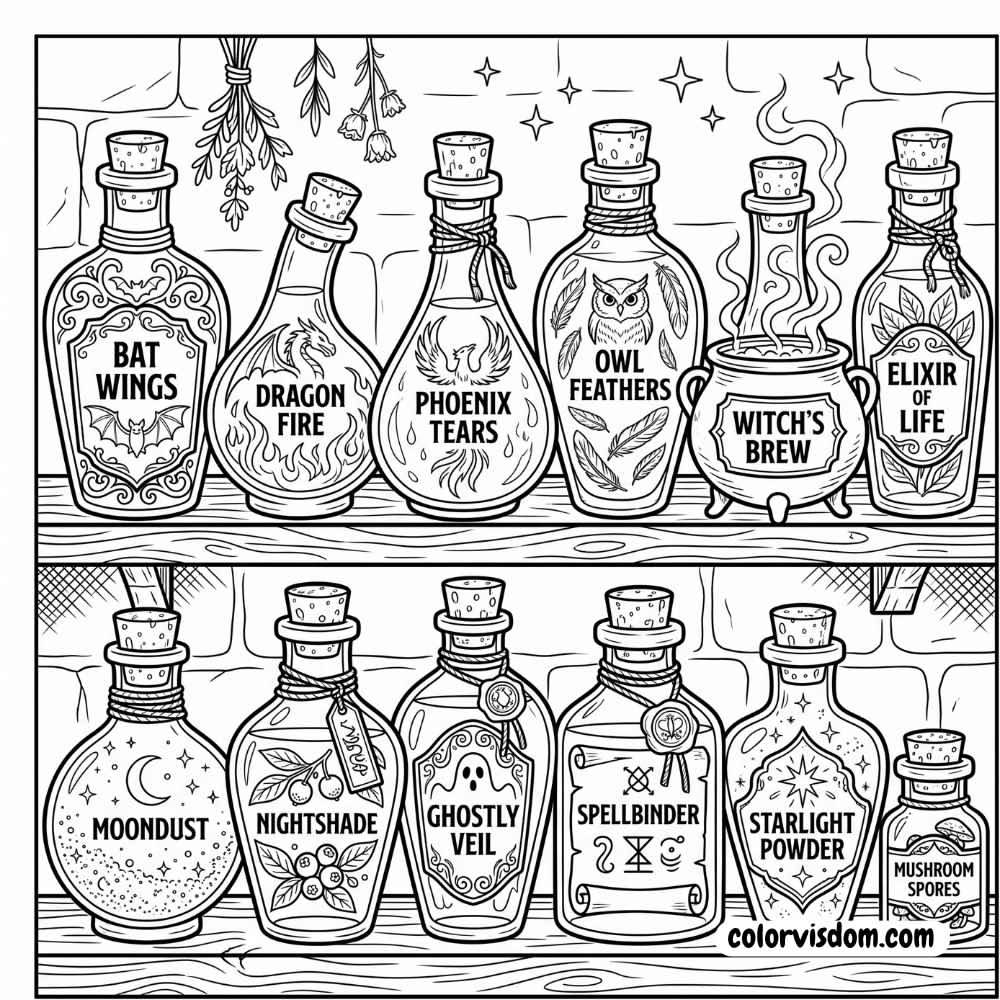 BAT
WINGS
DRAGON
FIRE
PHOENIX
TEARS
OWL
FEATHERS
WITCH'S
BREW
ELIXIR
OF
LIFE
MOONDUST
NIGHTSHADE
GHOSTLY
VEIL
SPELLBINDER
STARLIGHT
POWDER
MUSHROOM
SPORES
colorvisdom.com